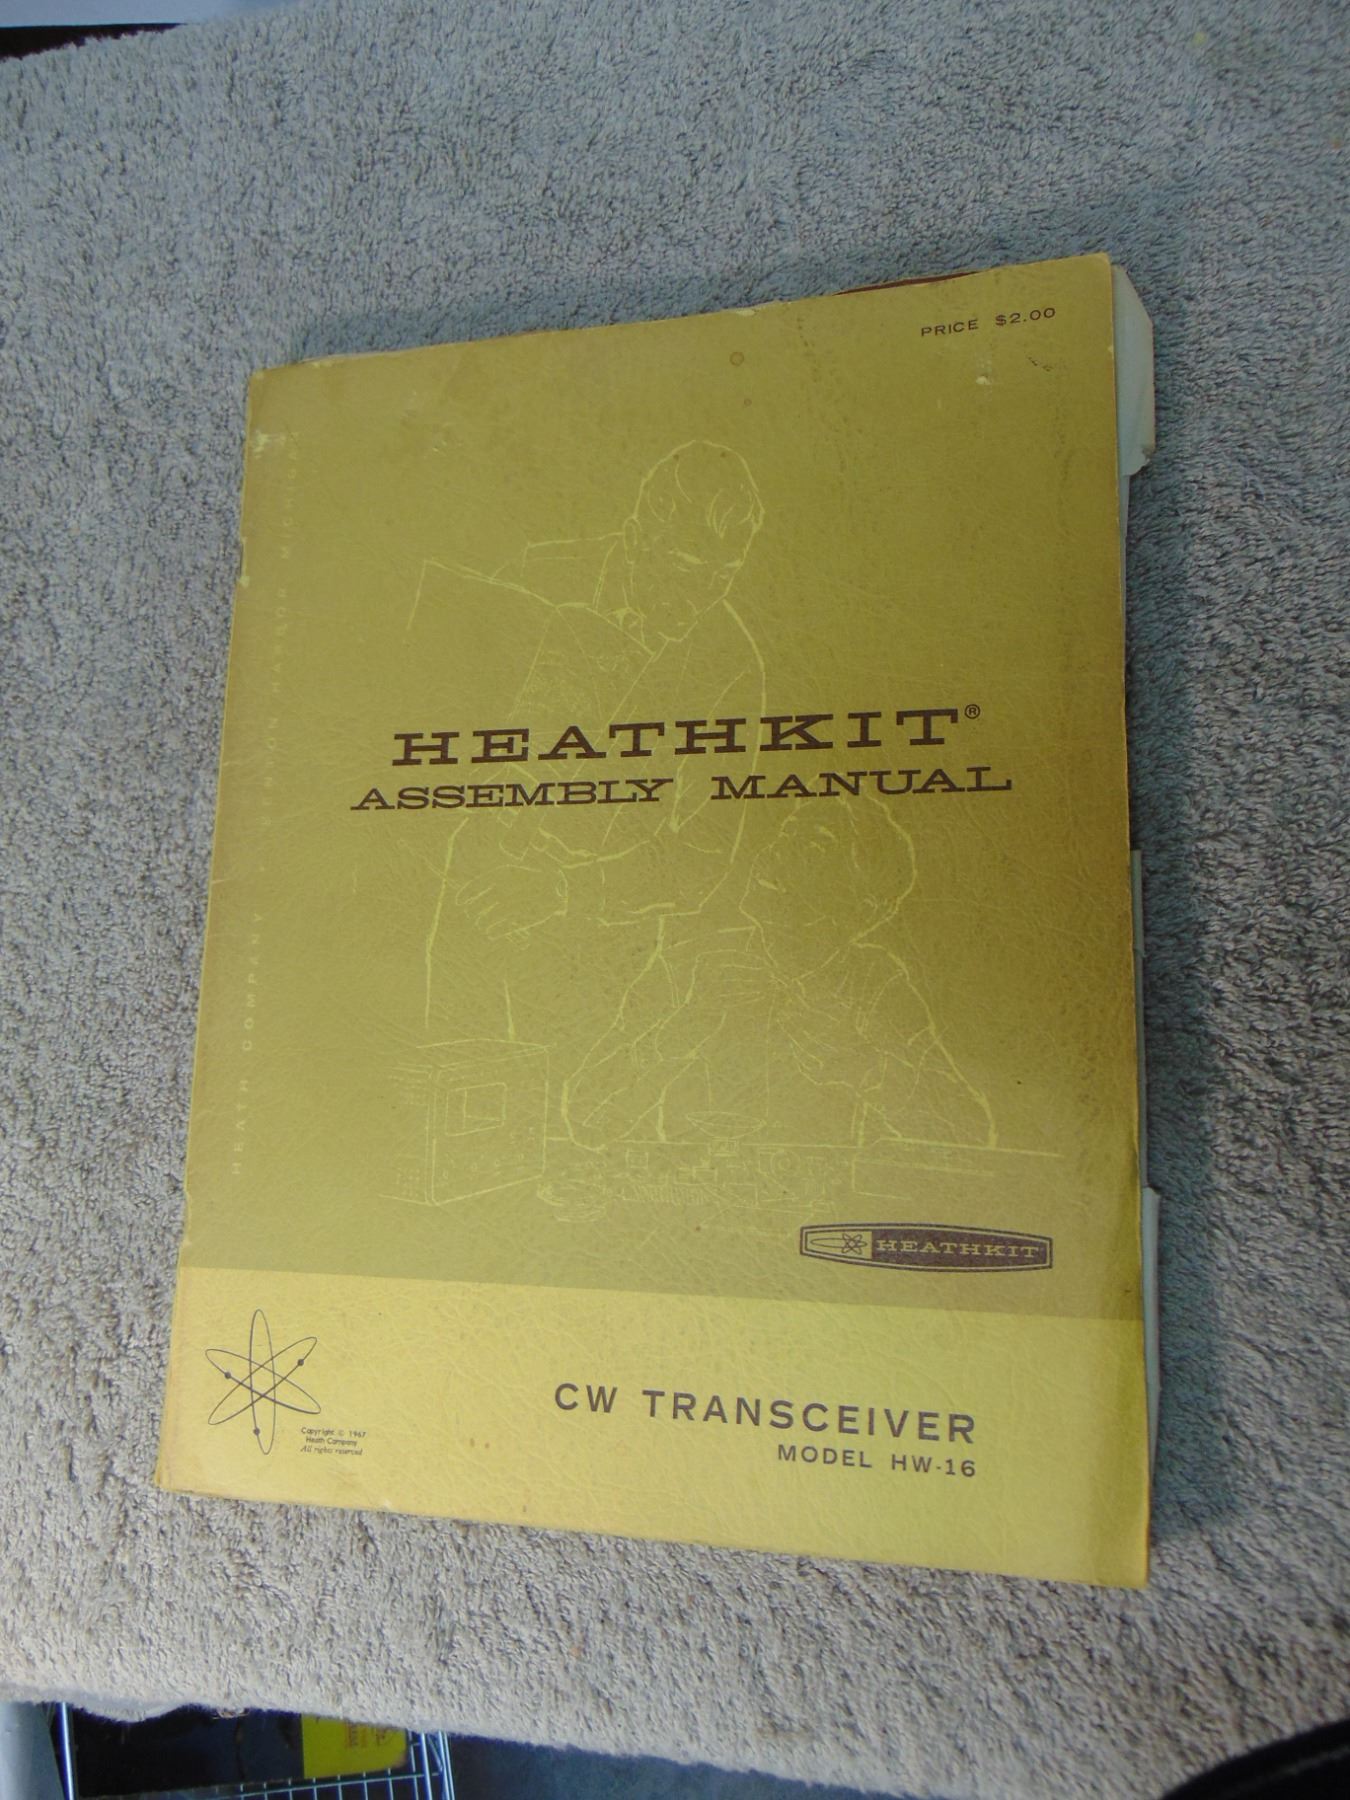 PRICE $2.00
HEATHKIT®
ASSEMBLY MANUAL
HEATH COMPANY BENTON HARBOR MICHIGAN
HEATHKIT
CW TRANSCEIVER
MODEL HW-16
Copyright © 1967
Heath Company
All rights reserved